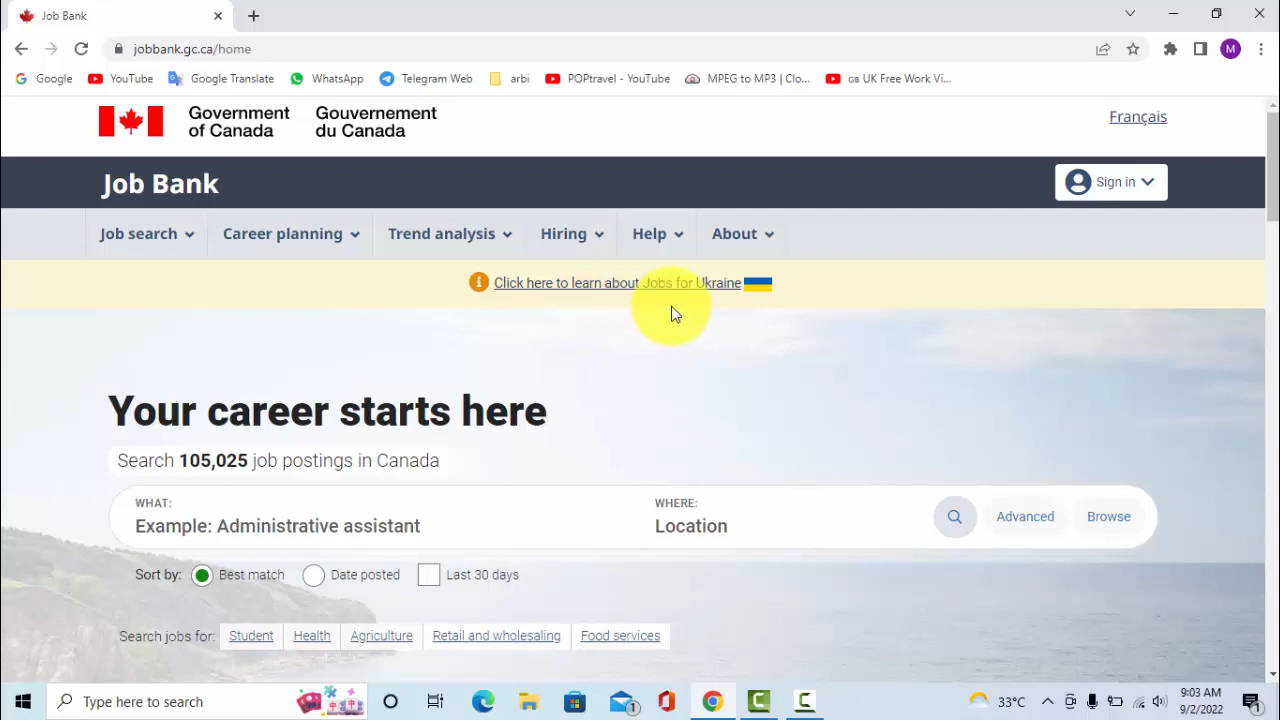 Job Bank
jobbank.gc.ca/home
M
Google
YouTube
Google Translate
WhatsApp
Telegram Web
arbi
POPtravel - YouTube
MPEG to MP3 | Clo...
GB UK Free Work Vi...
Government of Canada
Gouvernement du Canada
Français
Job Bank
Sign in
Job search
Career planning
Trend analysis
Hiring
Help
About
Click here to learn about Jobs for Ukraine
Your career starts here
Search 105,025 job postings in Canada
WHAT:
Example: Administrative assistant
WHERE:
Location
Advanced
Browse
Sort by:
Best match
Date posted
Last 30 days
Search jobs for:
Student
Health
Agriculture
Retail and wholesaling
Food services
Type here to search
1
33°C
9:03 AM
9/2/2022
1